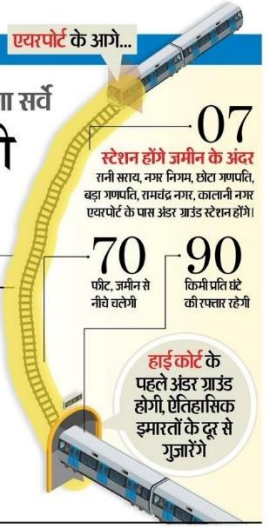 एयरपोर्ट के आगे...
ा सर्वे
ी
07
स्टेशन होंगे जमीन के अंदर
रानी सराय, नगर निगम, छोटा गणपति,
बड़ा गणपति, रामचंद्र नगर, कालानी नगर
एयरपोर्ट के पास अंडर ग्राउंड स्टेशन होंगे।
70
फीट, जमीन से
नीचे चलेगी
90
किमी प्रति घंटे
की रफ्तार रहेगी
हाई कोर्ट के
पहले अंडर ग्राउंड
होगी, ऐतिहासिक
इमारतों के दूर से
गुजारेंगे